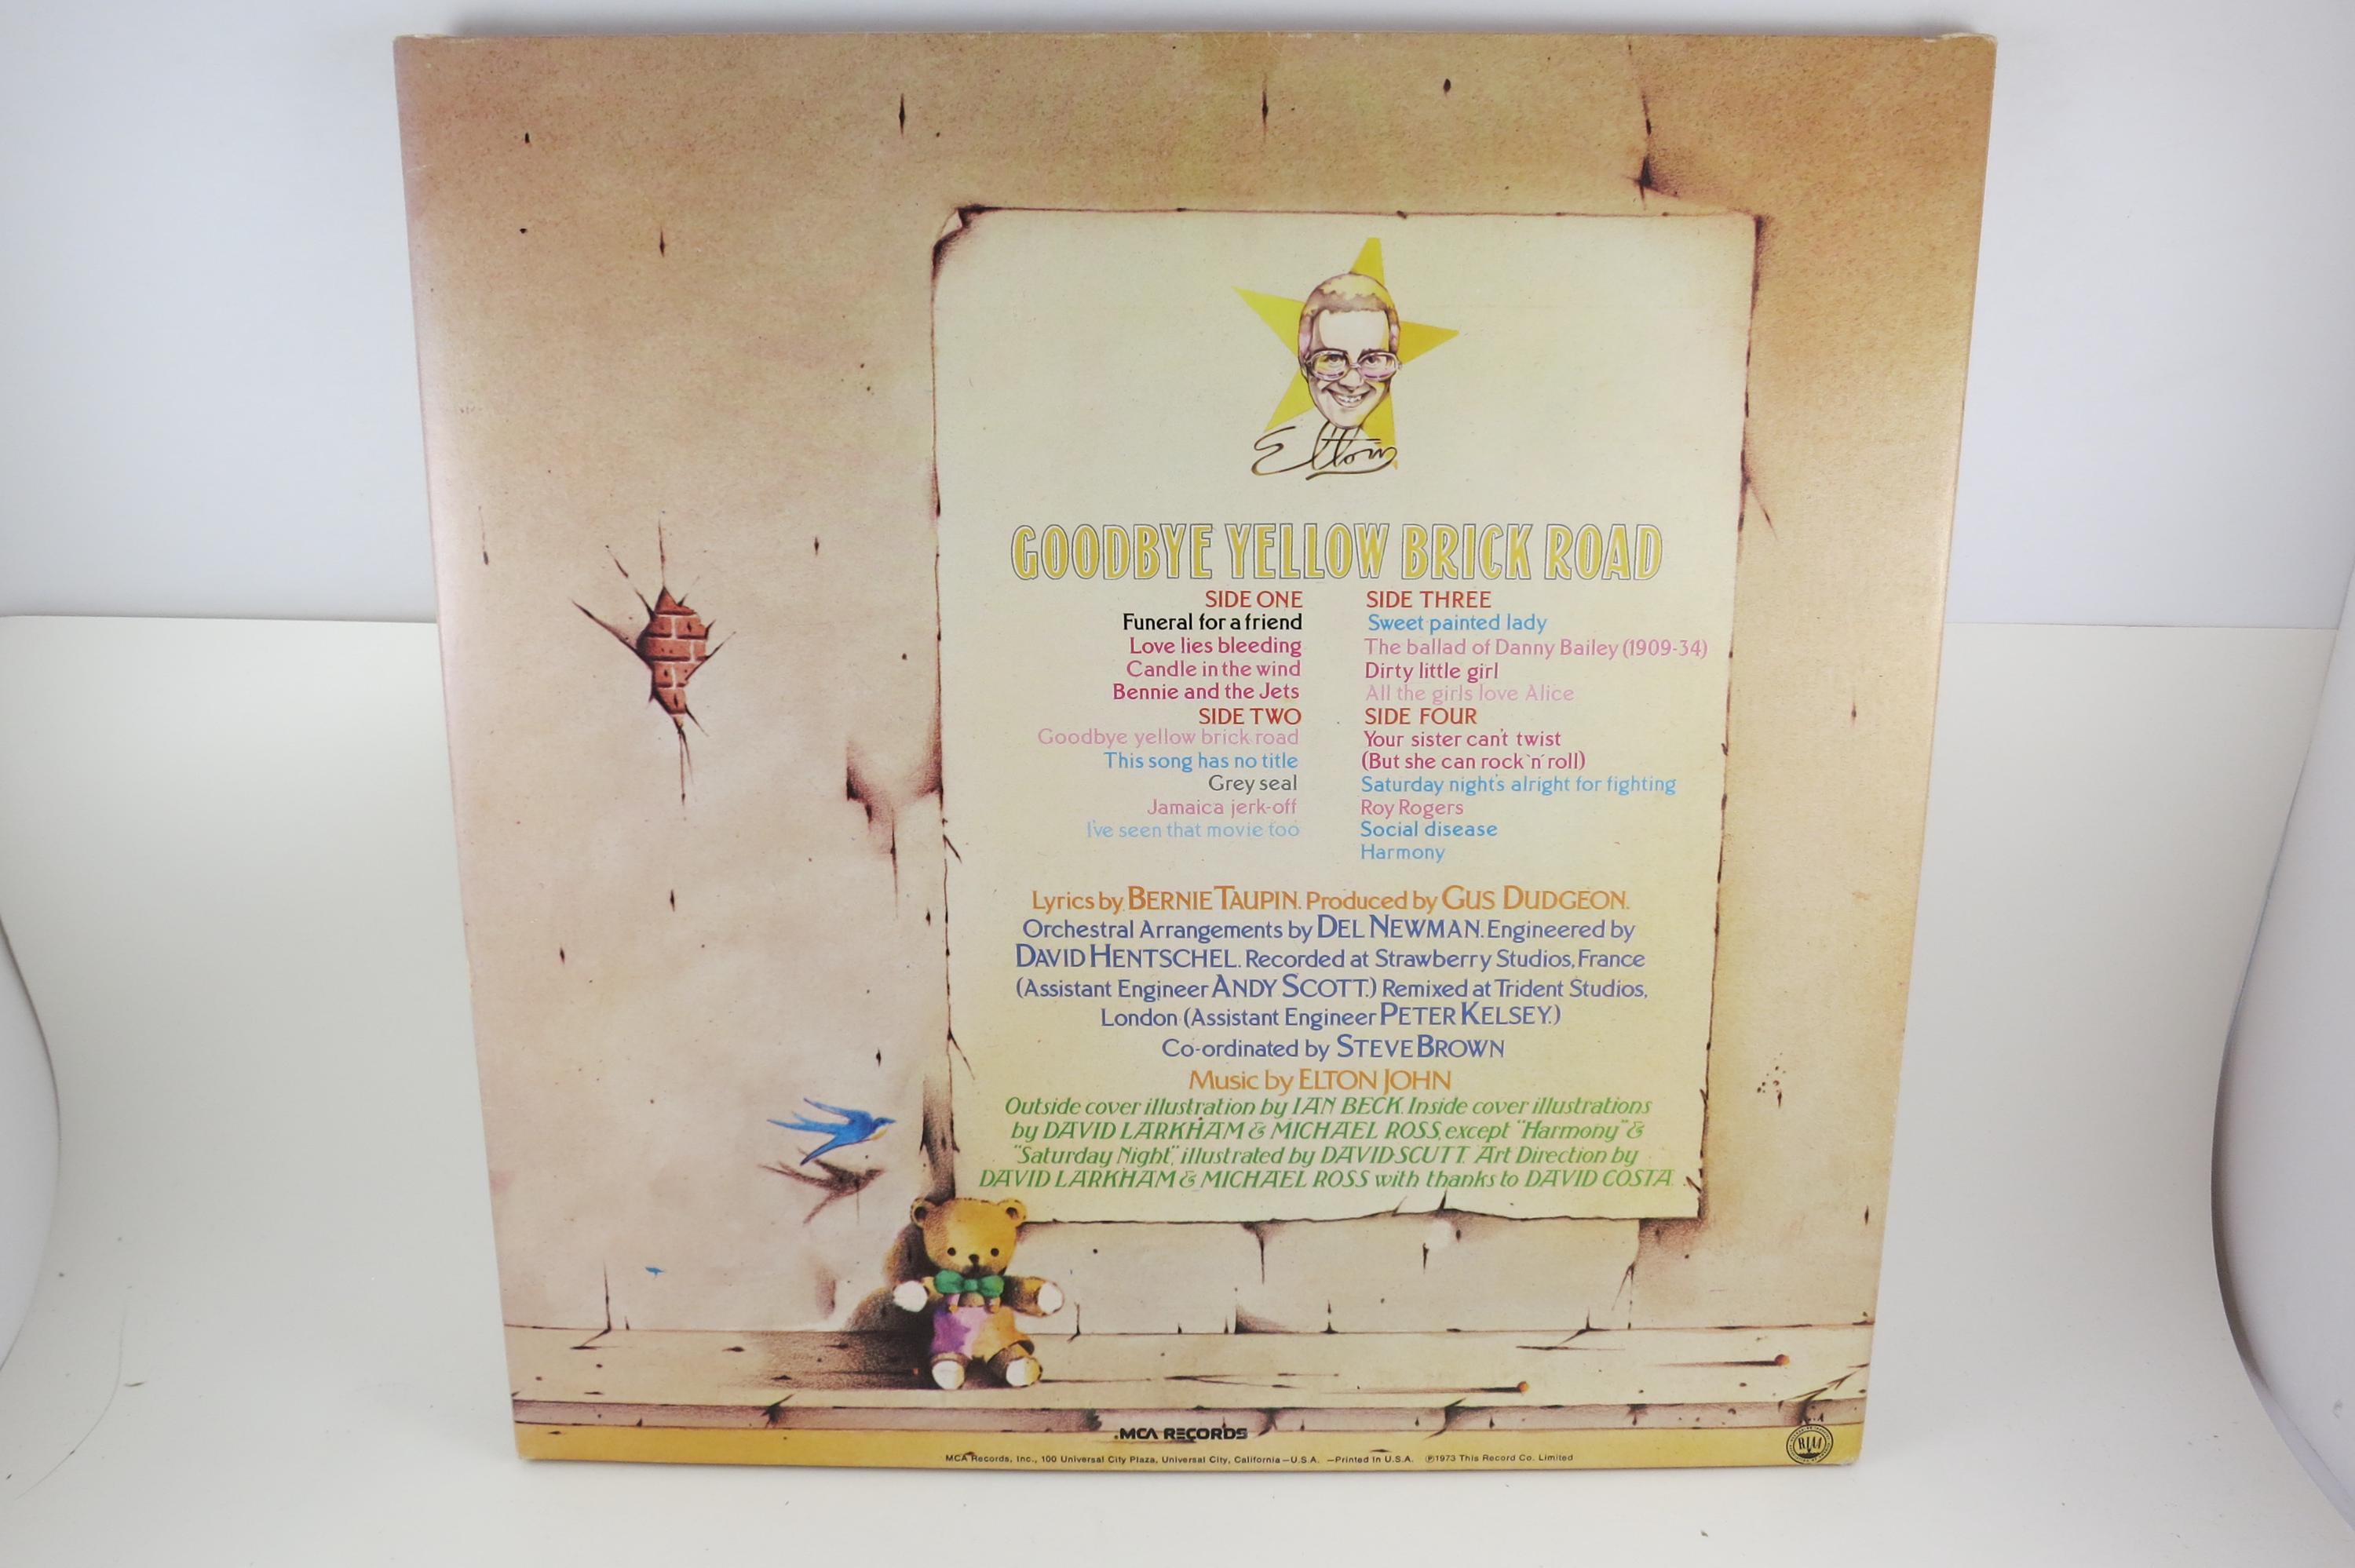 Elton
GOODBYE YELLOW BRICK ROAD
SIDE ONE
Funeral for a friend
Love lies bleeding
Candle in the wind
Bennie and the Jets
SIDE TWO
Goodbye yellow brick road
This song has no title
Grey seal
Jamaica jerk-off
I've seen that movie too
SIDE THREE
Sweet painted lady
The ballad of Danny Bailey (1909-34)
Dirty little girl
All the girls love Alice
SIDE FOUR
Your sister can't twist
(But she can rock 'n' roll)
Saturday night's alright for fighting
Roy Rogers
Social disease
Harmony
Lyrics by BERNIE TAUPIN. Produced by GUS DUDGEON.
Orchestral Arrangements by DEL NEWMAN. Engineered by
DAVID HENTSCHEL. Recorded at Strawberry Studios, France
(Assistant Engineer ANDY SCOTT.) Remixed at Trident Studios,
London (Assistant Engineer PETER KELSEY.)
Co-ordinated by STEVE BROWN
Music by ELTON JOHN
Outside cover illustration by IAN BECK. Inside cover illustrations
by DAVID LARKHAM & MICHAEL ROSS, except "Harmony" &
"Saturday Night", illustrated by DAVID SCUTT. Art Direction by
DAVID LARKHAM & MICHAEL ROSS with thanks to DAVID COSTA.
MCA RECORDS
MCA Records, Inc., 100 Universal City Plaza, Universal City, California—U.S.A. —Printed in U.S.A. ℗1973 This Record Co. Limited